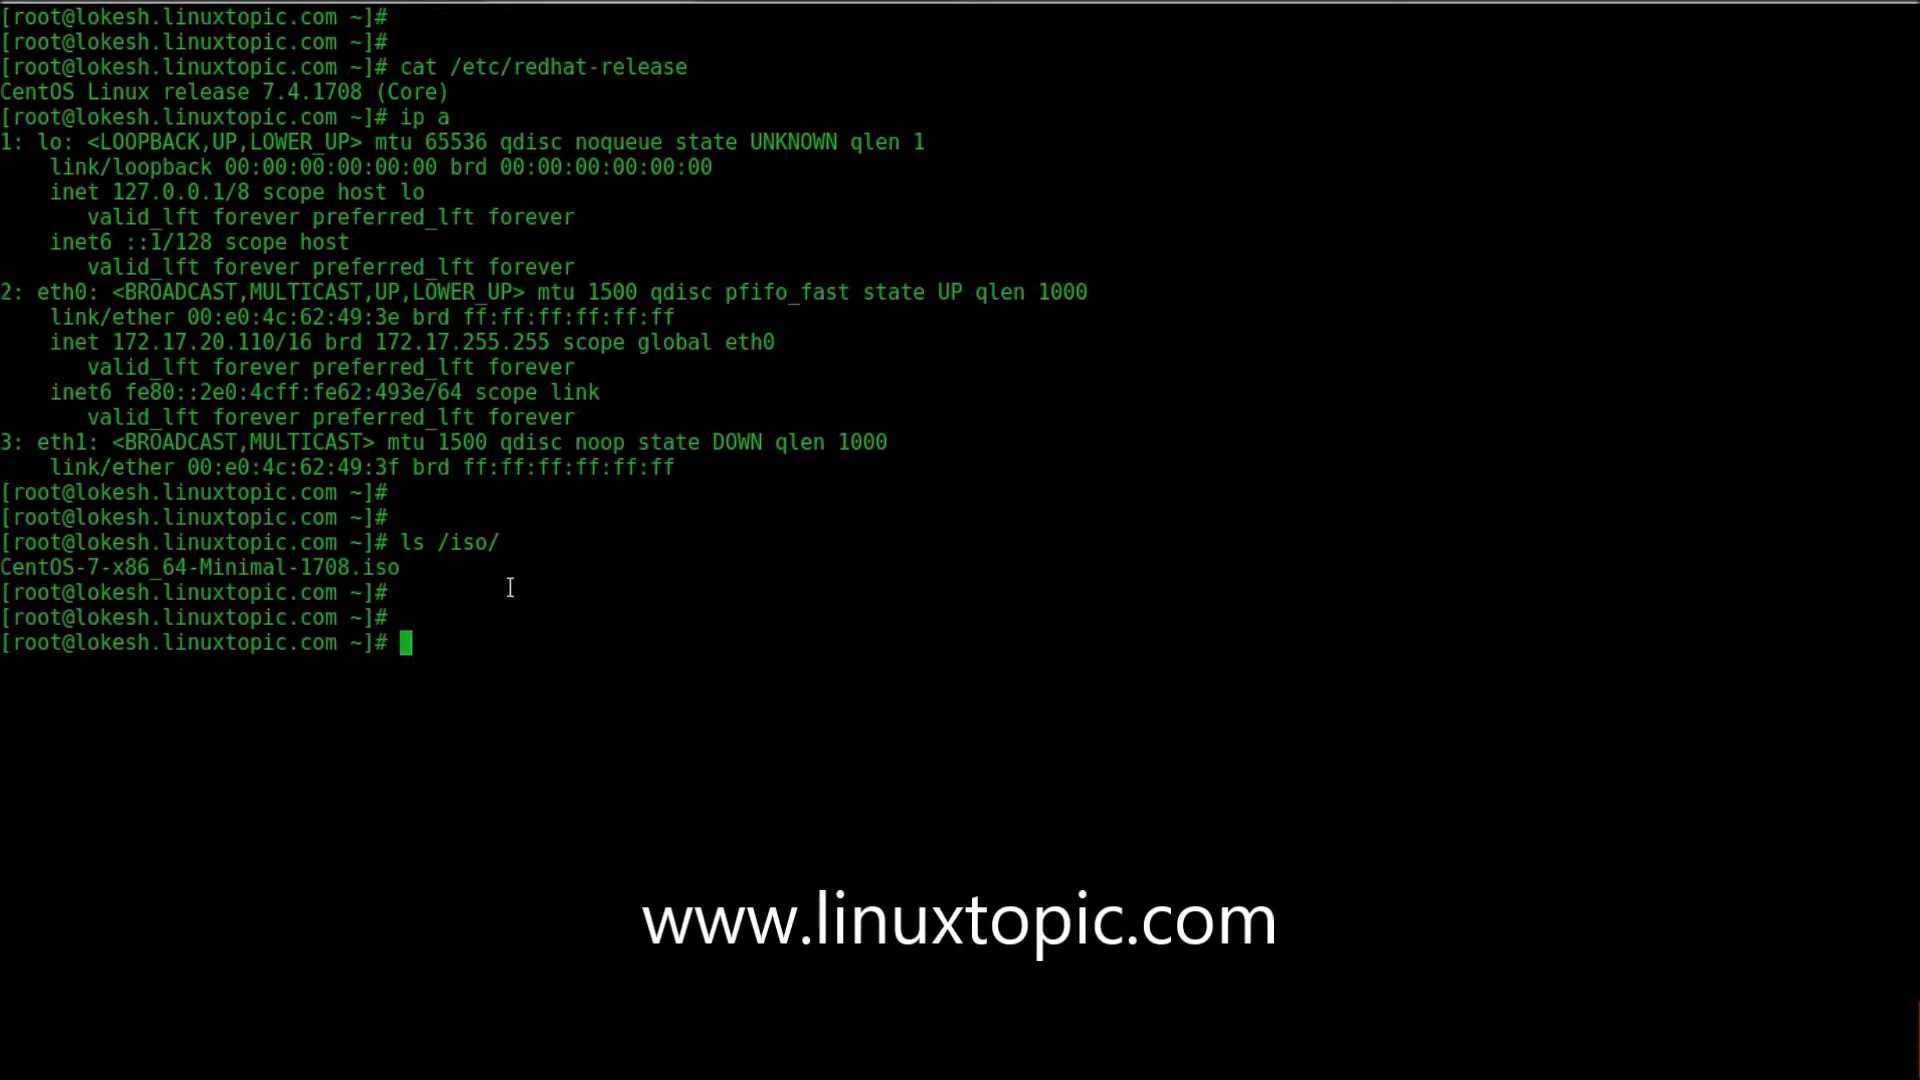 [root@lokesh.linuxtopic.com ~]#
[root@lokesh.linuxtopic.com ~]#
[root@lokesh.linuxtopic.com ~]# cat /etc/redhat-release
CentOS Linux release 7.4.1708 (Core)
[root@lokesh.linuxtopic.com ~]# ip a
1: lo: <LOOPBACK,UP,LOWER_UP> mtu 65536 qdisc noqueue state UNKNOWN qlen 1
    link/loopback 00:00:00:00:00:00 brd 00:00:00:00:00:00
    inet 127.0.0.1/8 scope host lo
       valid_lft forever preferred_lft forever
    inet6 ::1/128 scope host
       valid_lft forever preferred_lft forever
2: eth0: <BROADCAST,MULTICAST,UP,LOWER_UP> mtu 1500 qdisc pfifo_fast state UP qlen 1000
    link/ether 00:e0:4c:62:49:3e brd ff:ff:ff:ff:ff:ff
    inet 172.17.20.110/16 brd 172.17.255.255 scope global eth0
       valid_lft forever preferred_lft forever
    inet6 fe80::2e0:4cff:fe62:493e/64 scope link
       valid_lft forever preferred_lft forever
3: eth1: <BROADCAST,MULTICAST> mtu 1500 qdisc noop state DOWN qlen 1000
    link/ether 00:e0:4c:62:49:3f brd ff:ff:ff:ff:ff:ff
[root@lokesh.linuxtopic.com ~]#
[root@lokesh.linuxtopic.com ~]#
[root@lokesh.linuxtopic.com ~]# ls /iso/
CentOS-7-x86_64-Minimal-1708.iso
[root@lokesh.linuxtopic.com ~]#
[root@lokesh.linuxtopic.com ~]#
[root@lokesh.linuxtopic.com ~]#
www.linuxtopic.com